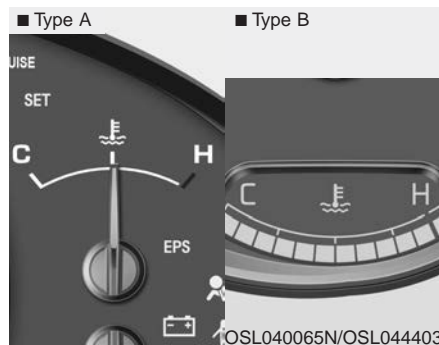 ■ Type A
■ Type B
UISE
SET
C
H
EPS
C
H
OSL040065N/OSL044403